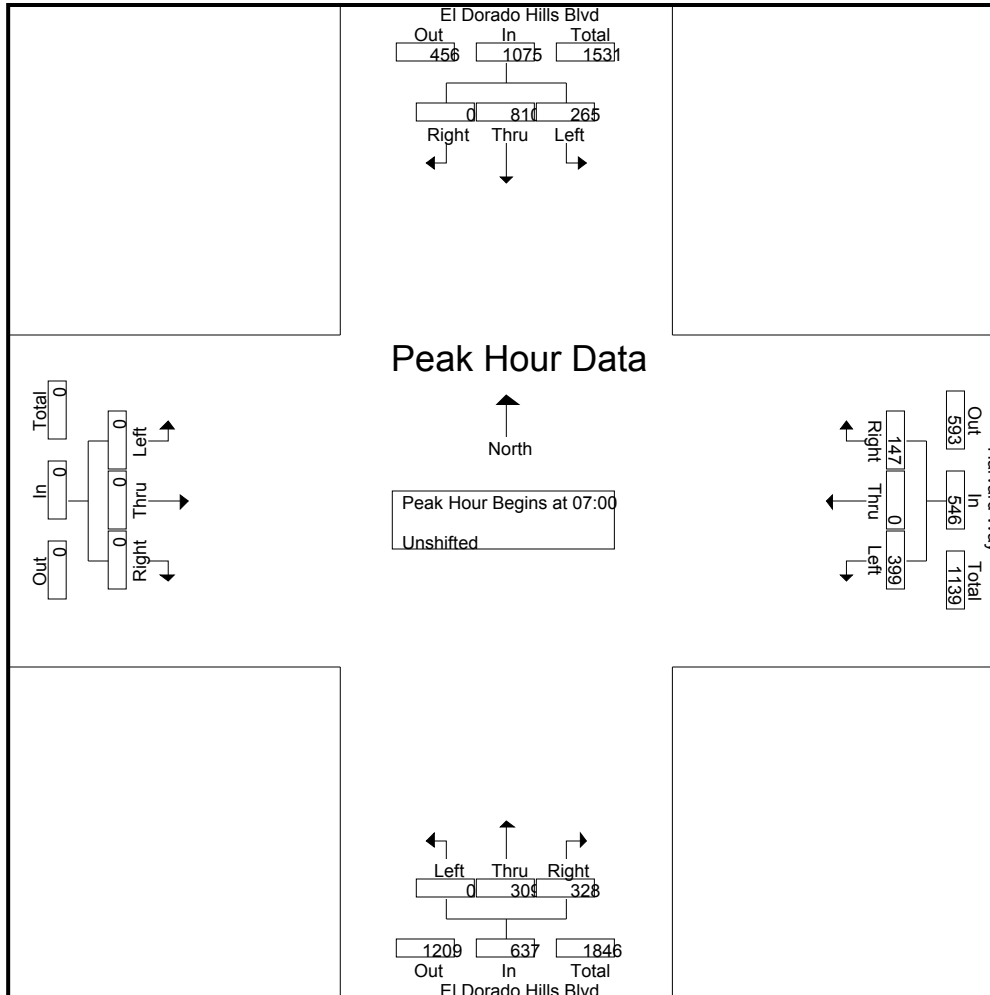 El Dorado Hills Blvd
Out In Total
456 1075 1531
0 810 265
Right Thru Left
Peak Hour Data
North
Peak Hour Begins at 07:00
Unshifted
Total In Out
0 0 0
0 0 0
Left Thru Right
Out In Total
593 546 1139
Right Thru Left
147 0 399
Left Thru Right
0 309 328
1209 637 1846
Out In Total
El Dorado Hills Blvd